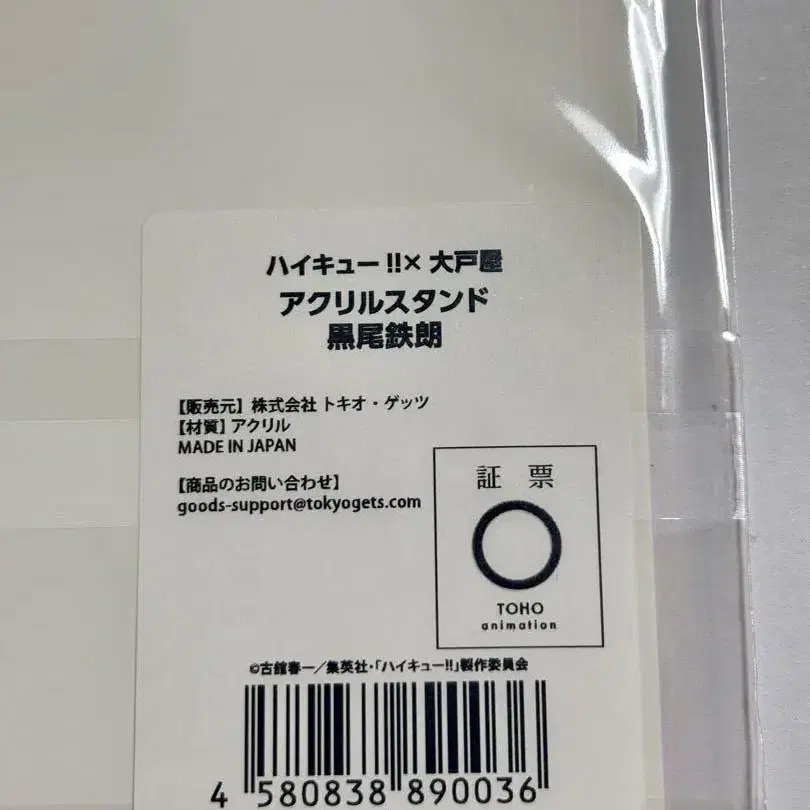 ハイキュー!!×大戸屋
アクリルスタンド
黒尾鉄朗
【販売元】株式会社 トキオ・ゲッツ
【材質】アクリル
MADE IN JAPAN
【商品のお問い合わせ】
goods-support@tokyogets.com
証 票
TOHO
animation
©古舘春一／集英社・「ハイキュー!!」製作委員会
4 580838 890036